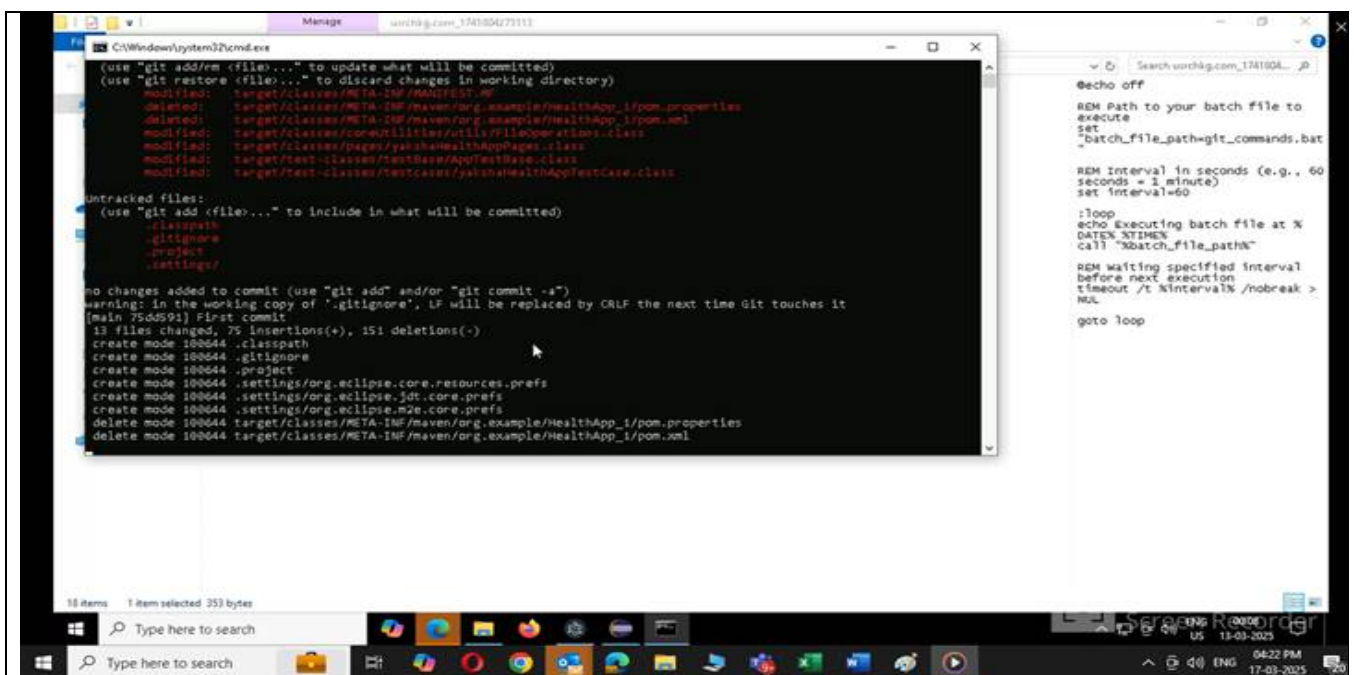 Manage
C:\Windows\system32\cmd.exe
(use "git add/rm <file>..." to update what will be committed)
(use "git restore <file>..." to discard changes in working directory)
modified: target/classes/META-INF/MANIFEST.MF
deleted: target/classes/META-INF/maven/org.example/HealthApp_1/pom.properties
deleted: target/classes/META-INF/maven/org.example/HealthApp_1/pom.xml
modified: target/classes/coreUtilities/utils/FileOperations.class
modified: target/classes/pages/yakshaHealthAppPages.class
modified: target/test-classes/testBase/AppTestBase.class
modified: target/test-classes/testcases/yakshaHealthAppTestCase.class
Untracked files:
(use "git add <file>..." to include in what will be committed)
.classpath
.gitignore
.project
.settings/
no changes added to commit (use "git add" and/or "git commit -a")
warning: in the working copy of '.gitignore', LF will be replaced by CRLF the next time Git touches it
[main 75dd591] First commit
13 files changed, 75 insertions(+), 151 deletions(-)
create mode 100644 .classpath
create mode 100644 .gitignore
create mode 100644 .project
create mode 100644 .settings/org.eclipse.core.resources.prefs
create mode 100644 .settings/org.eclipse.jdt.core.prefs
create mode 100644 .settings/org.eclipse.m2e.core.prefs
delete mode 100644 target/classes/META-INF/maven/org.example/HealthApp_1/pom.properties
delete mode 100644 target/classes/META-INF/maven/org.example/HealthApp_1/pom.xml
@echo off
REM Path to your batch file to
execute
set
"batch_file_path=git_commands.bat
"
REM Interval in seconds (e.g., 60
seconds = 1 minute)
set interval=60
:loop
echo Executing batch file at %
DATE% %TIME%
call "%batch_file_path%"
REM Waiting specified interval
before next execution
timeout /t %interval% /nobreak >
NUL
goto loop
18 items 1 item selected 353 bytes
Type here to search
Screen Recorder
ENG
US 13-03-2025
Type here to search
ENG 04:22 PM
17-03-2025
20